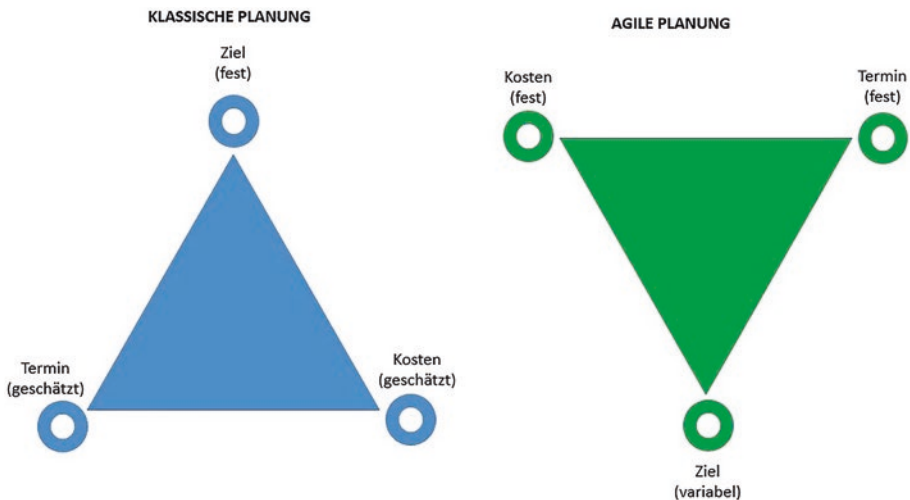 KLASSISCHE PLANUNG
Ziel
(fest)
Termin
(geschätzt)
Kosten
(geschätzt)
AGILE PLANUNG
Kosten
(fest)
Termin
(fest)
Ziel
(variabel)